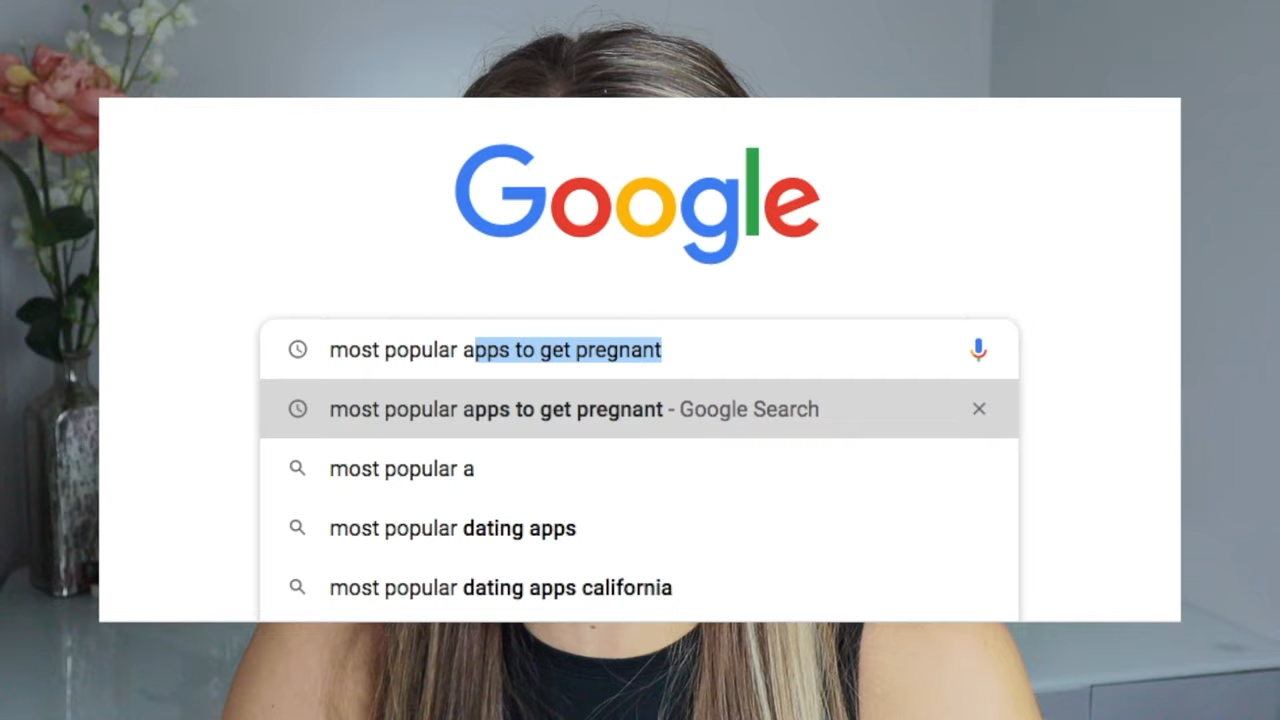 Google
most popular apps to get pregnant
most popular apps to get pregnant - Google Search
most popular a
most popular dating apps
most popular dating apps california